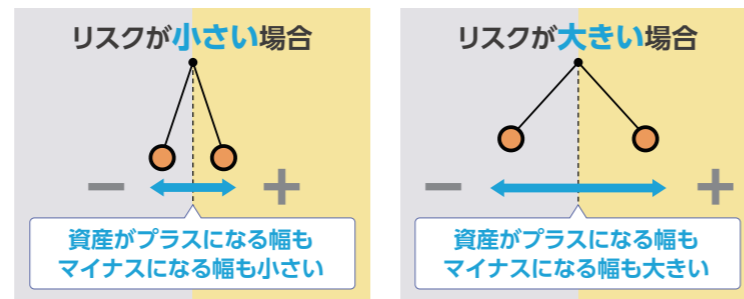 リスクが小さい場合
− +
資産がプラスになる幅も
マイナスになる幅も小さい
リスクが大きい場合
− +
資産がプラスになる幅も
マイナスになる幅も大きい